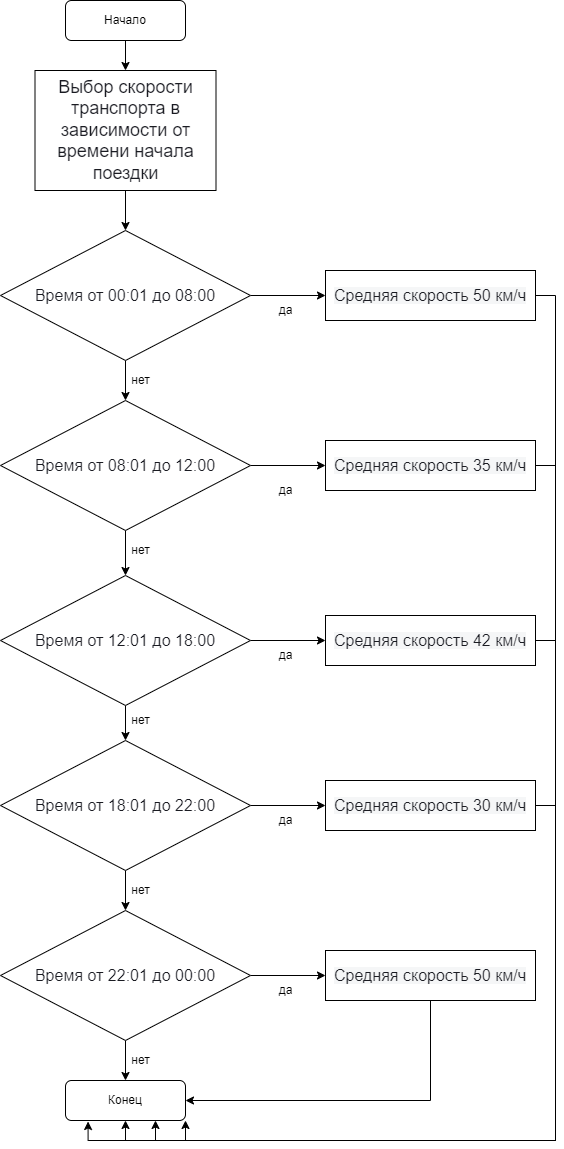 Начало
Выбор скорости
транспорта в
зависимости от
времени начала
поездки
Время от 00:01 до 08:00
да
Средняя скорость 50 км/ч
нет
Время от 08:01 до 12:00
да
Средняя скорость 35 км/ч
нет
Время от 12:01 до 18:00
да
Средняя скорость 42 км/ч
нет
Время от 18:01 до 22:00
да
Средняя скорость 30 км/ч
нет
Время от 22:01 до 00:00
да
Средняя скорость 50 км/ч
нет
Конец